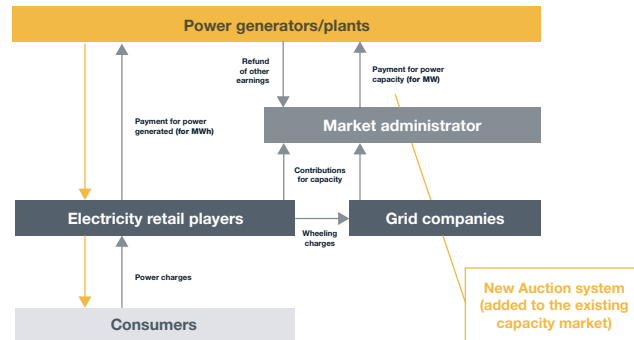 Power generators/plants
Refund
of other
earnings
Payment for power
capacity (for MW)
Payment for power
generated (for MWh)
Market administrator
Contributions
for capacity
Electricity retail players
Grid companies
Wheeling
charges
Power charges
New Auction system
(added to the existing
capacity market)
Consumers